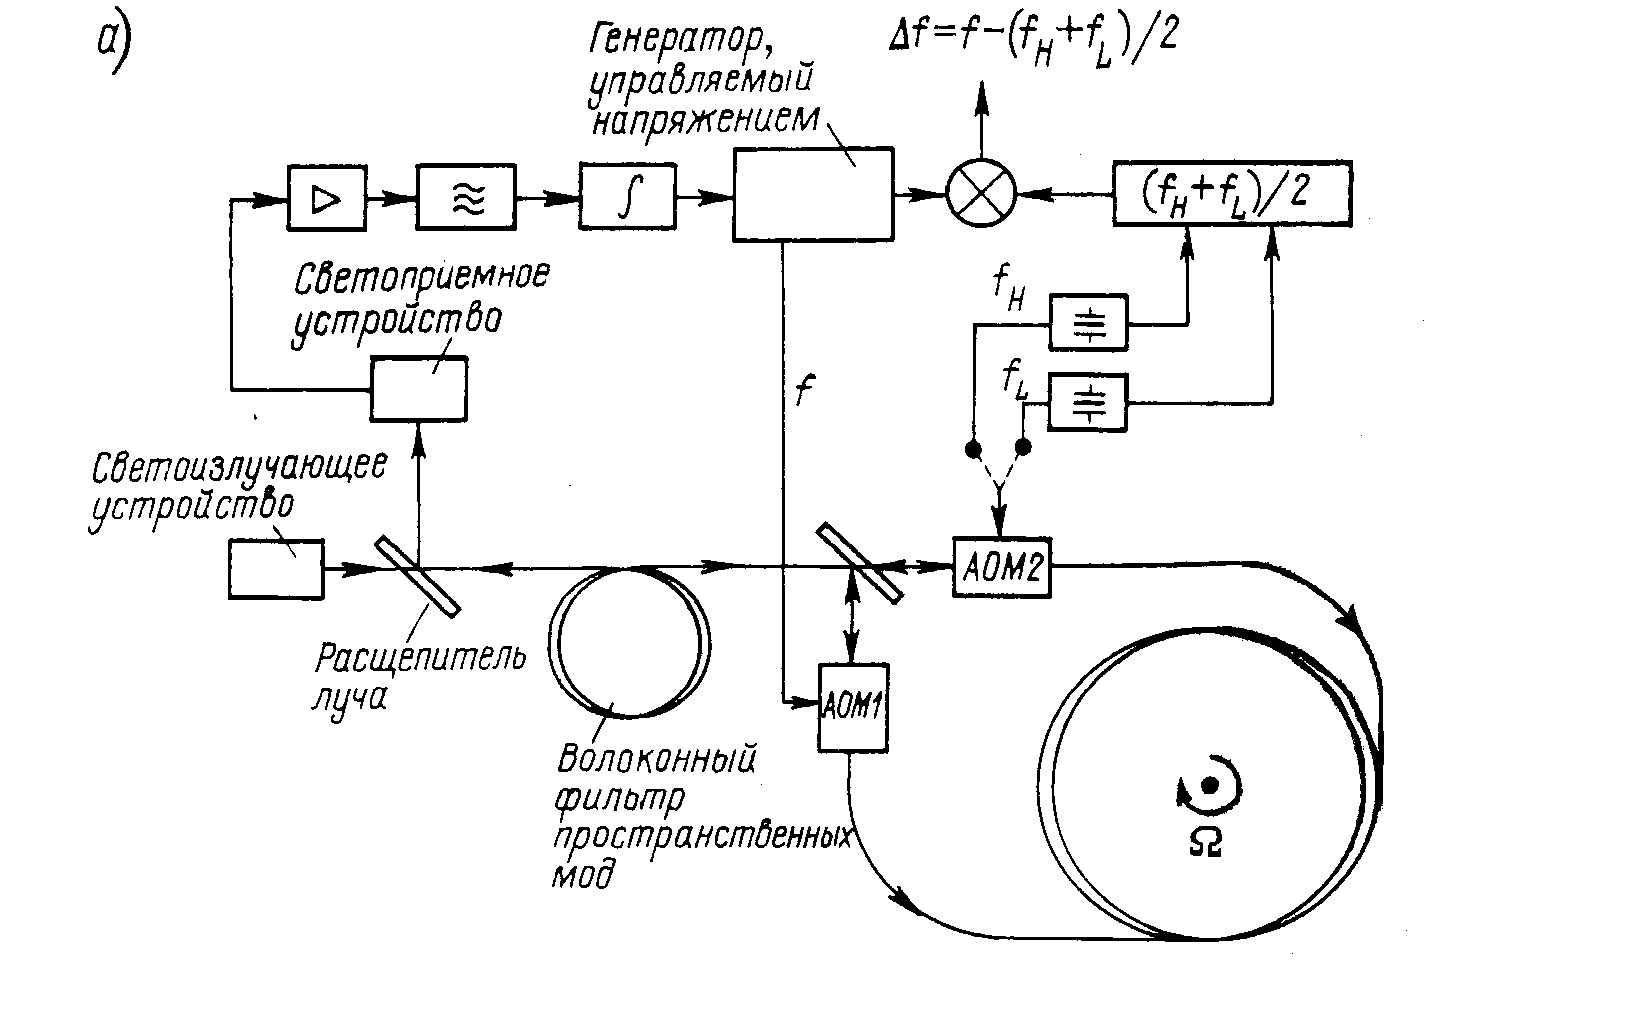 а)
Генератор,
управляемый
напряжением
Δf=f-(f_H+f_L)/2
(f_H+f_L)/2
Светоприемное
устройство
f_H
f_L
f
Светоизлучающее
устройство
АОМ2
Расщепитель
луча
АОМ1
Волоконный
фильтр
пространственных
мод
Ω